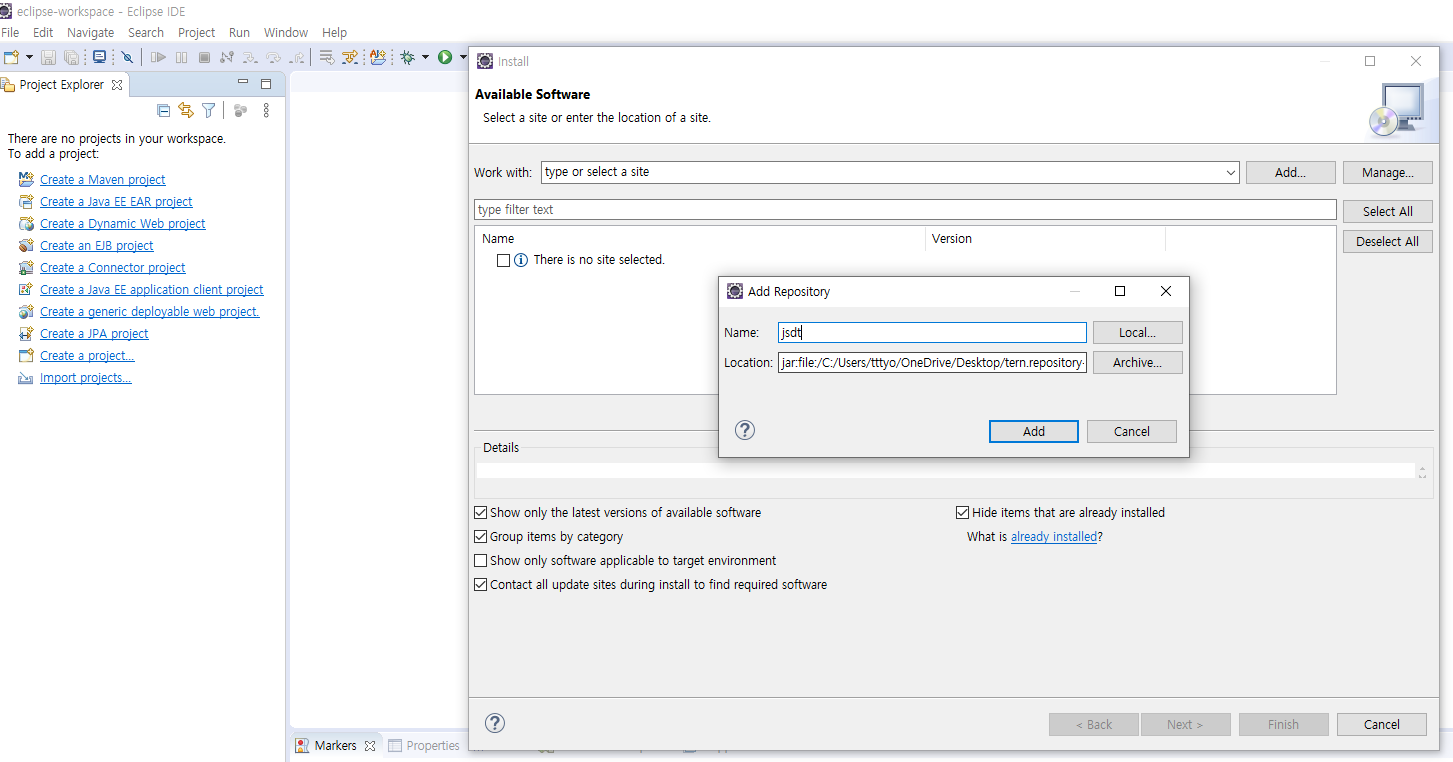 eclipse-workspace - Eclipse IDE
File Edit Navigate Search Project Run Window Help
Project Explorer
There are no projects in your workspace.
To add a project:
Create a Maven project
Create a Java EE EAR project
Create a Dynamic Web project
Create an EJB project
Create a Connector project
Create a Java EE application client project
Create a generic deployable web project.
Create a JPA project
Create a project...
Import projects...
Install
Available Software
Select a site or enter the location of a site.
Work with: type or select a site Add... Manage...
type filter text Select All
Name Version Deselect All
There is no site selected.
Add Repository
Name: jsdt Local...
Location: jar:file:/C:/Users/tttyo/OneDrive/Desktop/tern.repository- Archive...
Add Cancel
Details
Show only the latest versions of available software Hide items that are already installed
Group items by category What is already installed?
Show only software applicable to target environment
Contact all update sites during install to find required software
< Back Next > Finish Cancel
Markers Properties